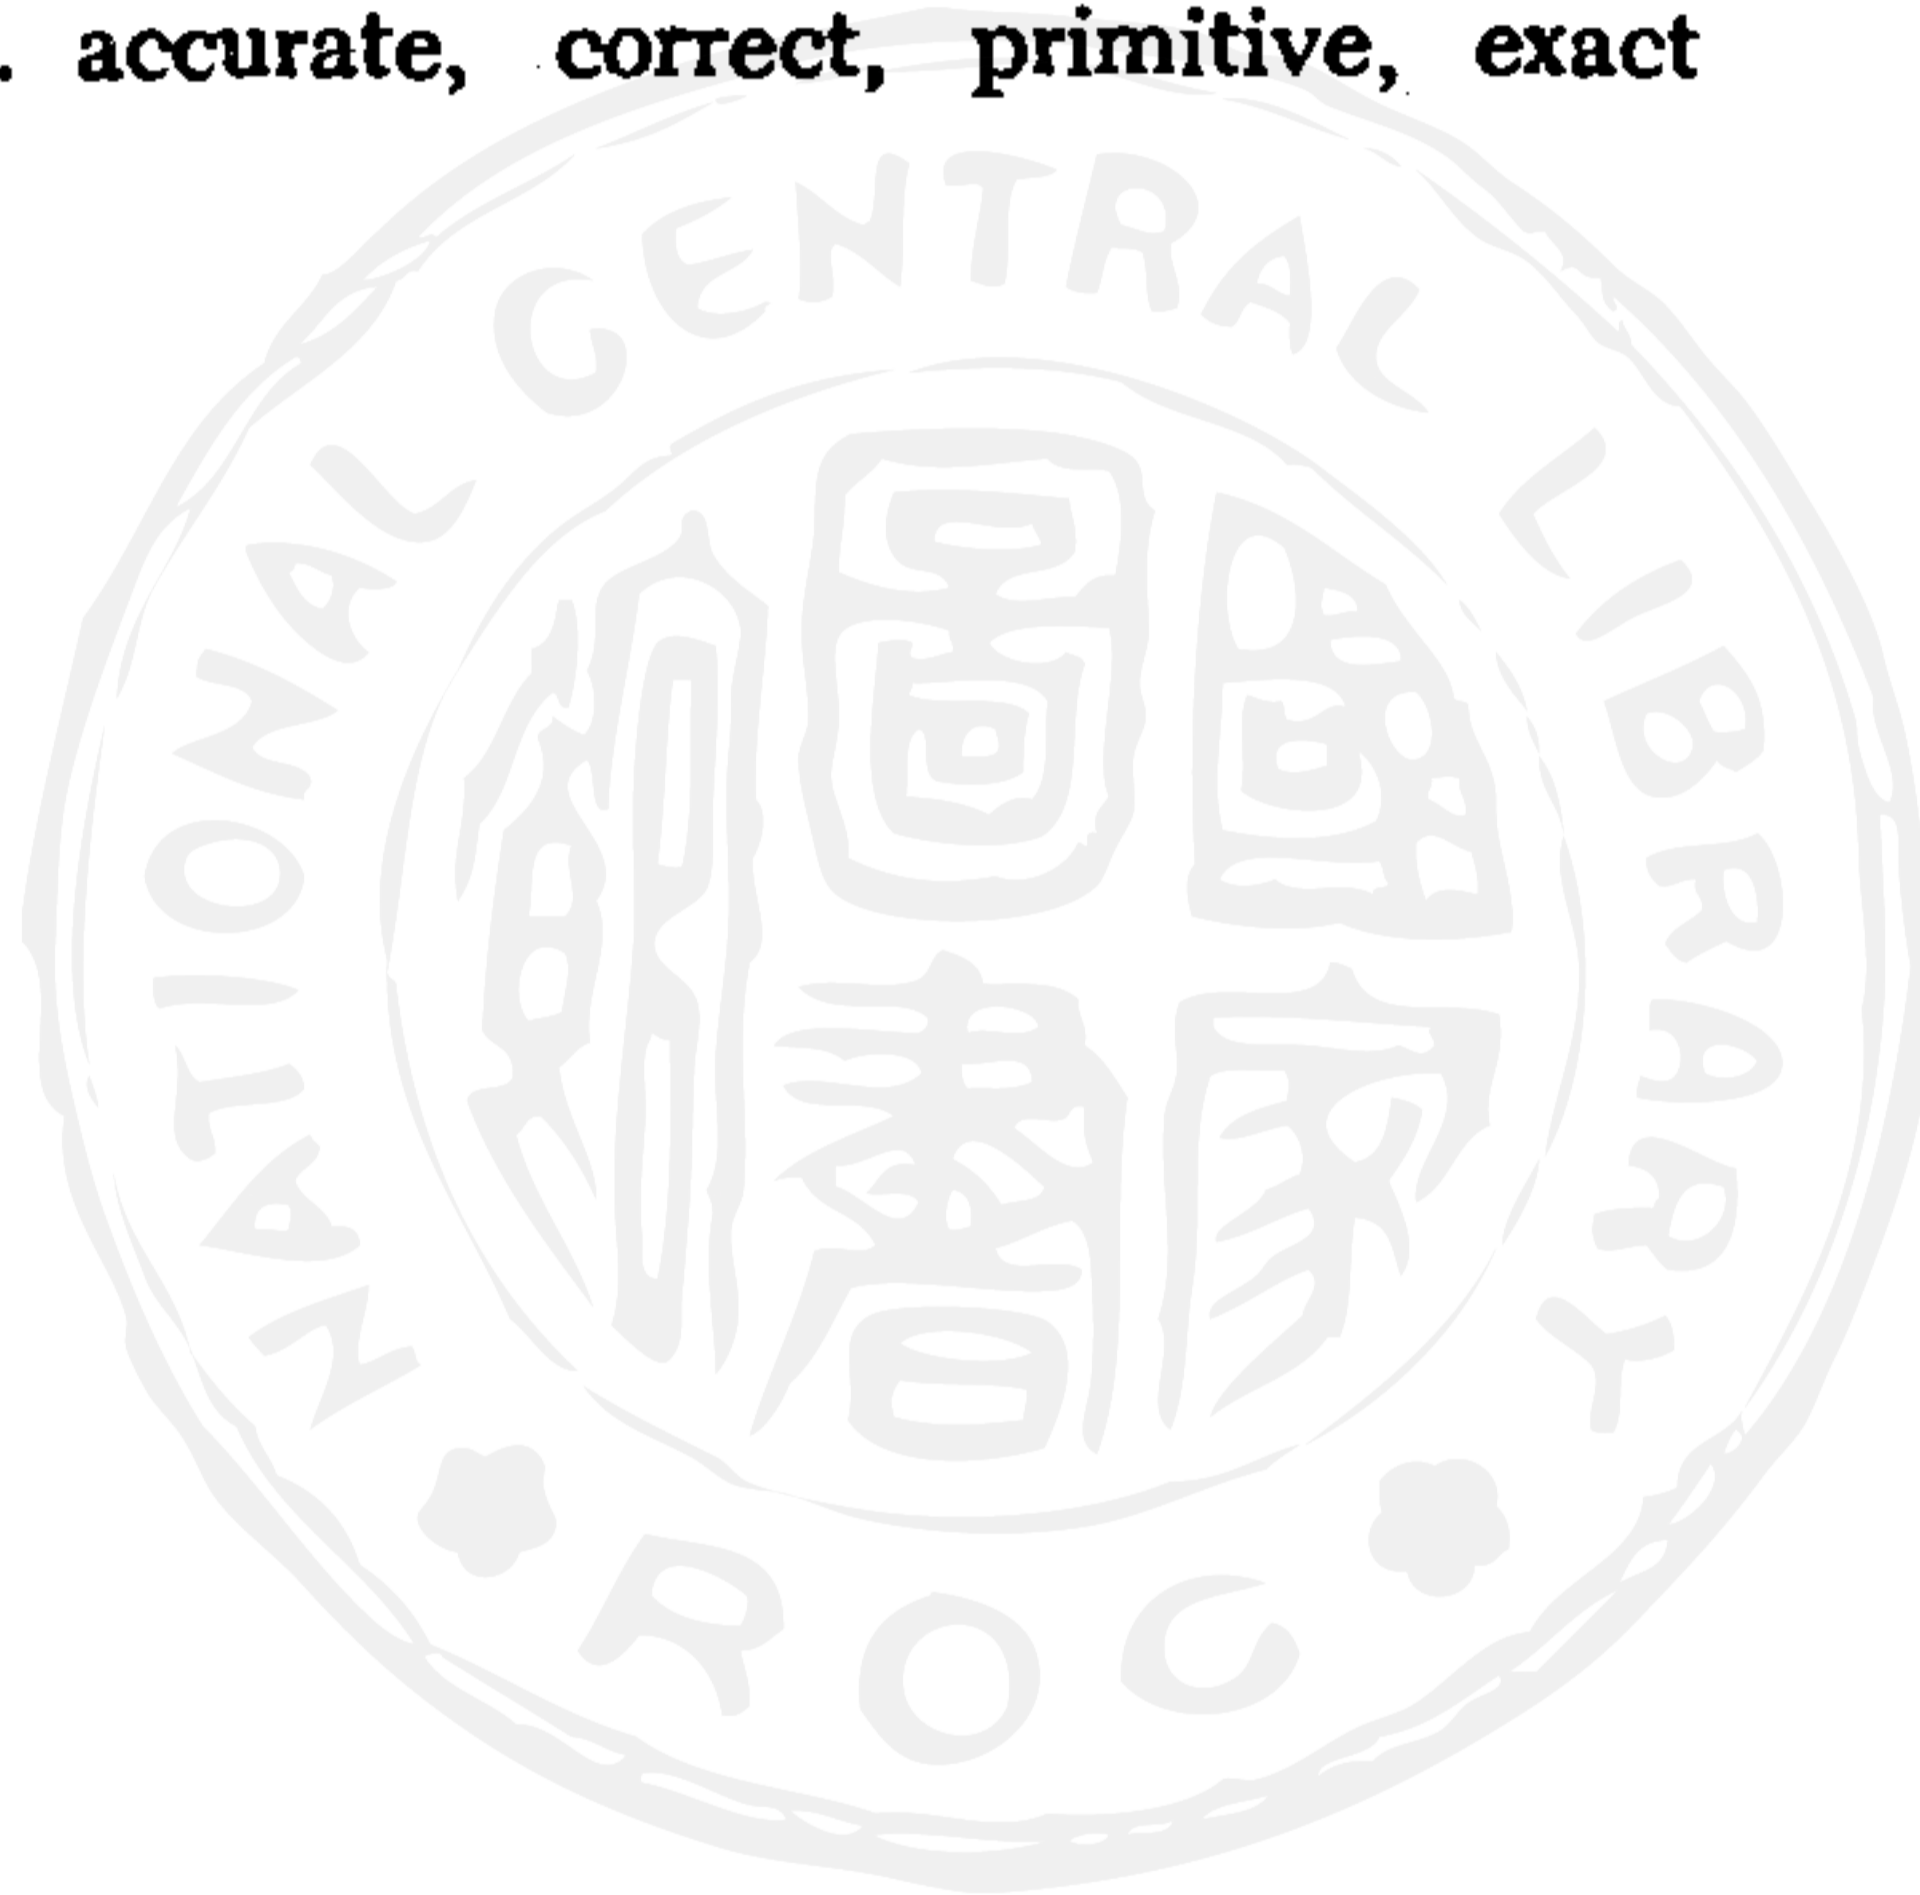 . accurate, correct, primitive, exact
NATIONAL CENTRAL LIBRARY
國家圖書館
ROC